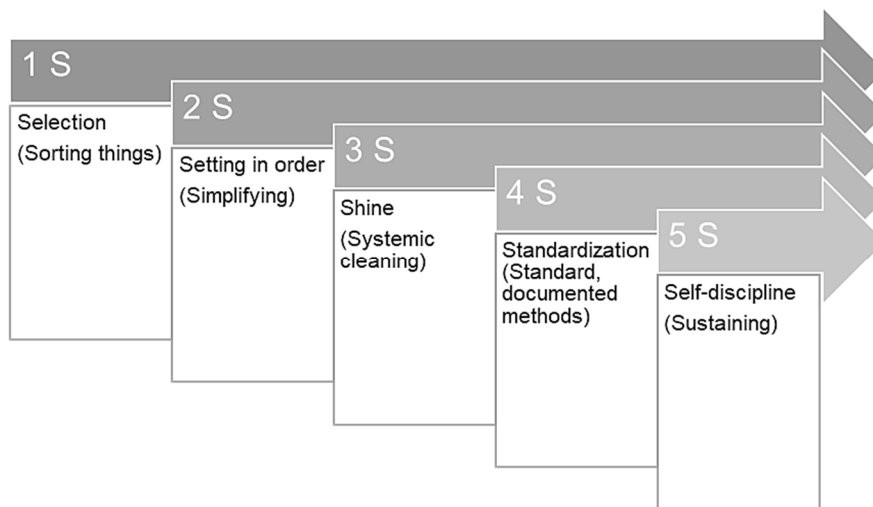 1 S
Selection
(Sorting things)
2 S
Setting in order
(Simplifying)
3 S
Shine
(Systemic
cleaning)
4 S
Standardization
(Standard,
documented
methods)
5 S
Self-discipline
(Sustaining)